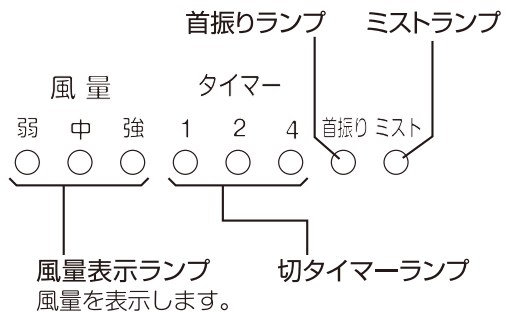 首振りランプ ミストランプ
風量 タイマー
弱 中 強 1 2 4 首振り ミスト
風量表示ランプ 切タイマーランプ
風量を表示します。